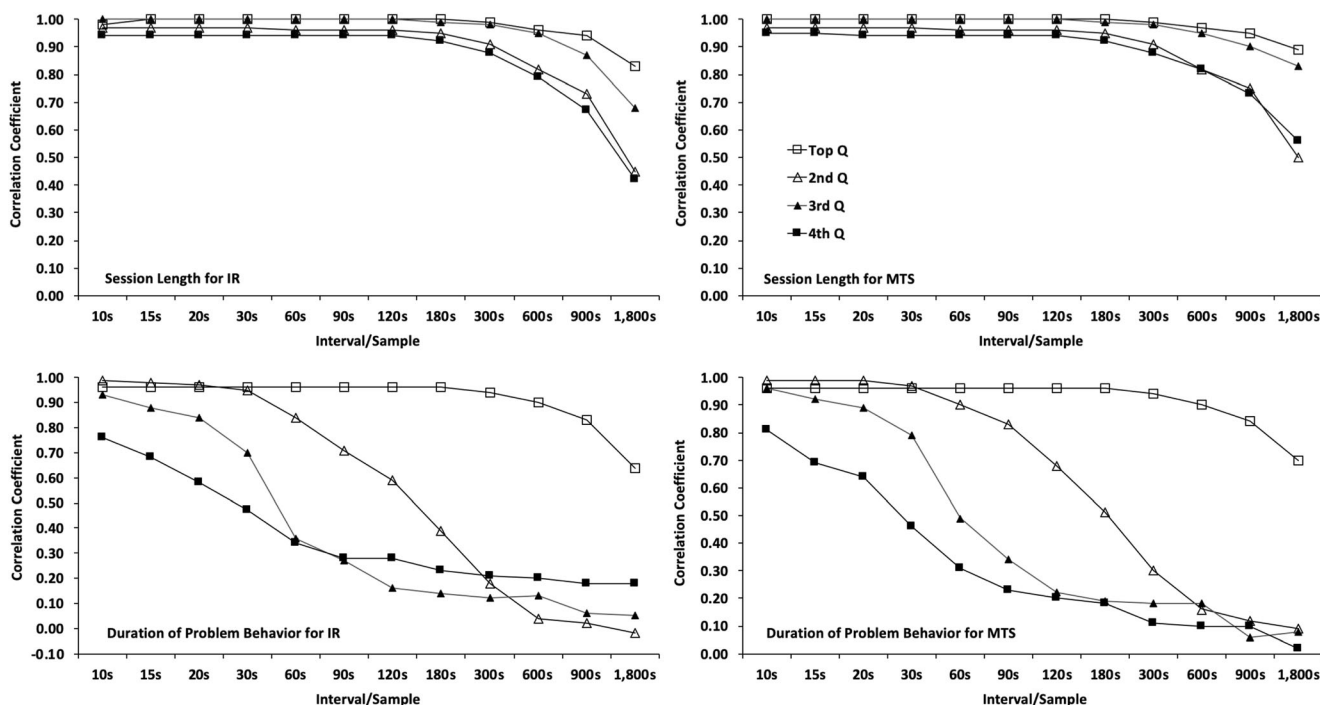 1.00
0.90
0.80
0.70
0.60
0.50
0.40
0.30
0.20
0.10
0.00
Correlation Coefficient
Session Length for IR
10s 15s 20s 30s 60s 90s 120s 180s 300s 600s 900s 1,800s
Interval/Sample
1.00
0.90
0.80
0.70
0.60
0.50
0.40
0.30
0.20
0.10
0.00
Correlation Coefficient
Top Q
2nd Q
3rd Q
4th Q
Session Length for MTS
10s 15s 20s 30s 60s 90s 120s 180s 300s 600s 900s 1,800s
Interval/Sample
1.00
0.90
0.80
0.70
0.60
0.50
0.40
0.30
0.20
0.10
0.00
-0.10
Correlation Coefficient
Duration of Problem Behavior for IR
10s 15s 20s 30s 60s 90s 120s 180s 300s 600s 900s 1,800s
Interval/Sample
1.00
0.90
0.80
0.70
0.60
0.50
0.40
0.30
0.20
0.10
0.00
Correlation Coefficient
Duration of Problem Behavior for MTS
10s 15s 20s 30s 60s 90s 120s 180s 300s 600s 900s 1,800s
Interval/Sample